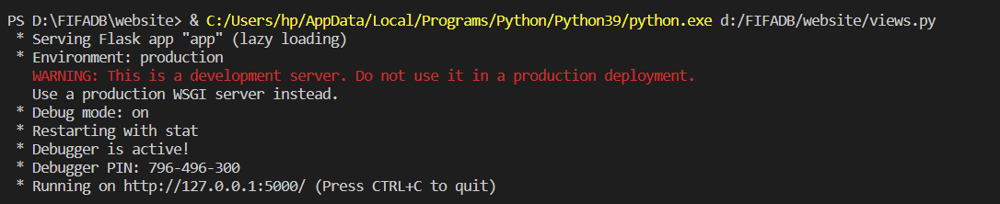 PS D:\FIFADB\website> & C:/Users/hp/AppData/Local/Programs/Python/Python39/python.exe d:/FIFADB/website/views.py
* Serving Flask app "app" (lazy loading)
* Environment: production
WARNING: This is a development server. Do not use it in a production deployment.
Use a production WSGI server instead.
* Debug mode: on
* Restarting with stat
* Debugger is active!
* Debugger PIN: 796-496-300
* Running on http://127.0.0.1:5000/ (Press CTRL+C to quit)